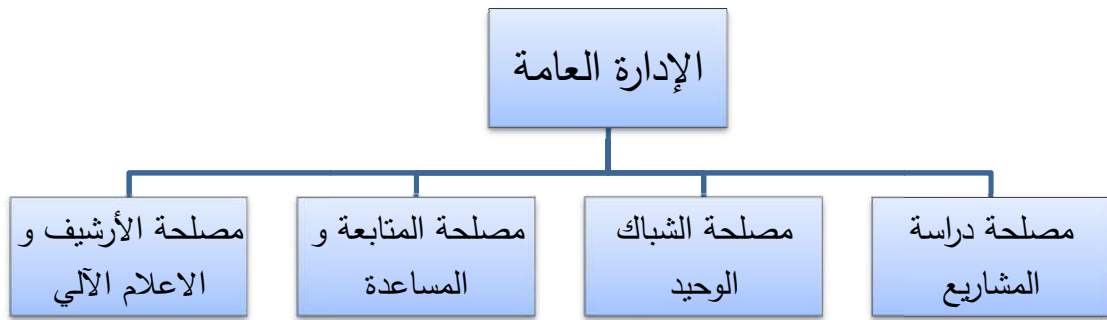 الإدارة العامة
مصلحة دراسة
المشاريع
مصلحة الشباك
الوحيد
مصلحة المتابعة و
المساعدة
مصلحة الأرشيف و
الاعلام الآلي